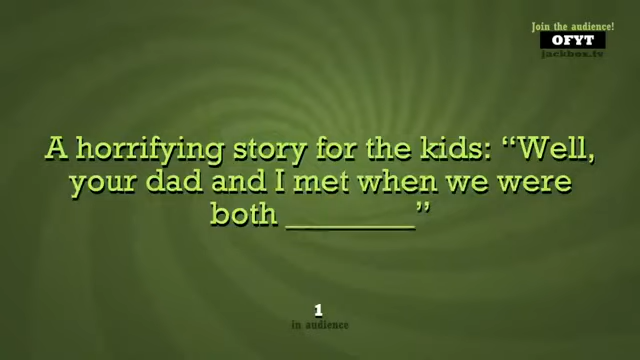 Join the audience!
OFYT
jackbox.tv
A horrifying story for the kids: “Well,
your dad and I met when we were
both ________”
1
in audience